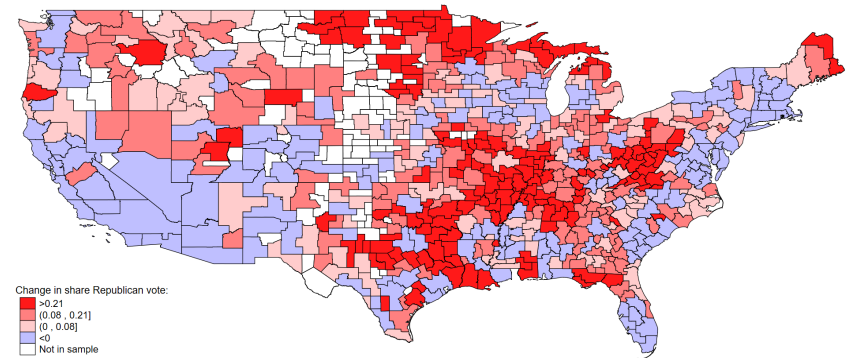 Change in share Republican vote:
>0.21
(0.08 , 0.21]
(0 , 0.08]
<0
Not in sample